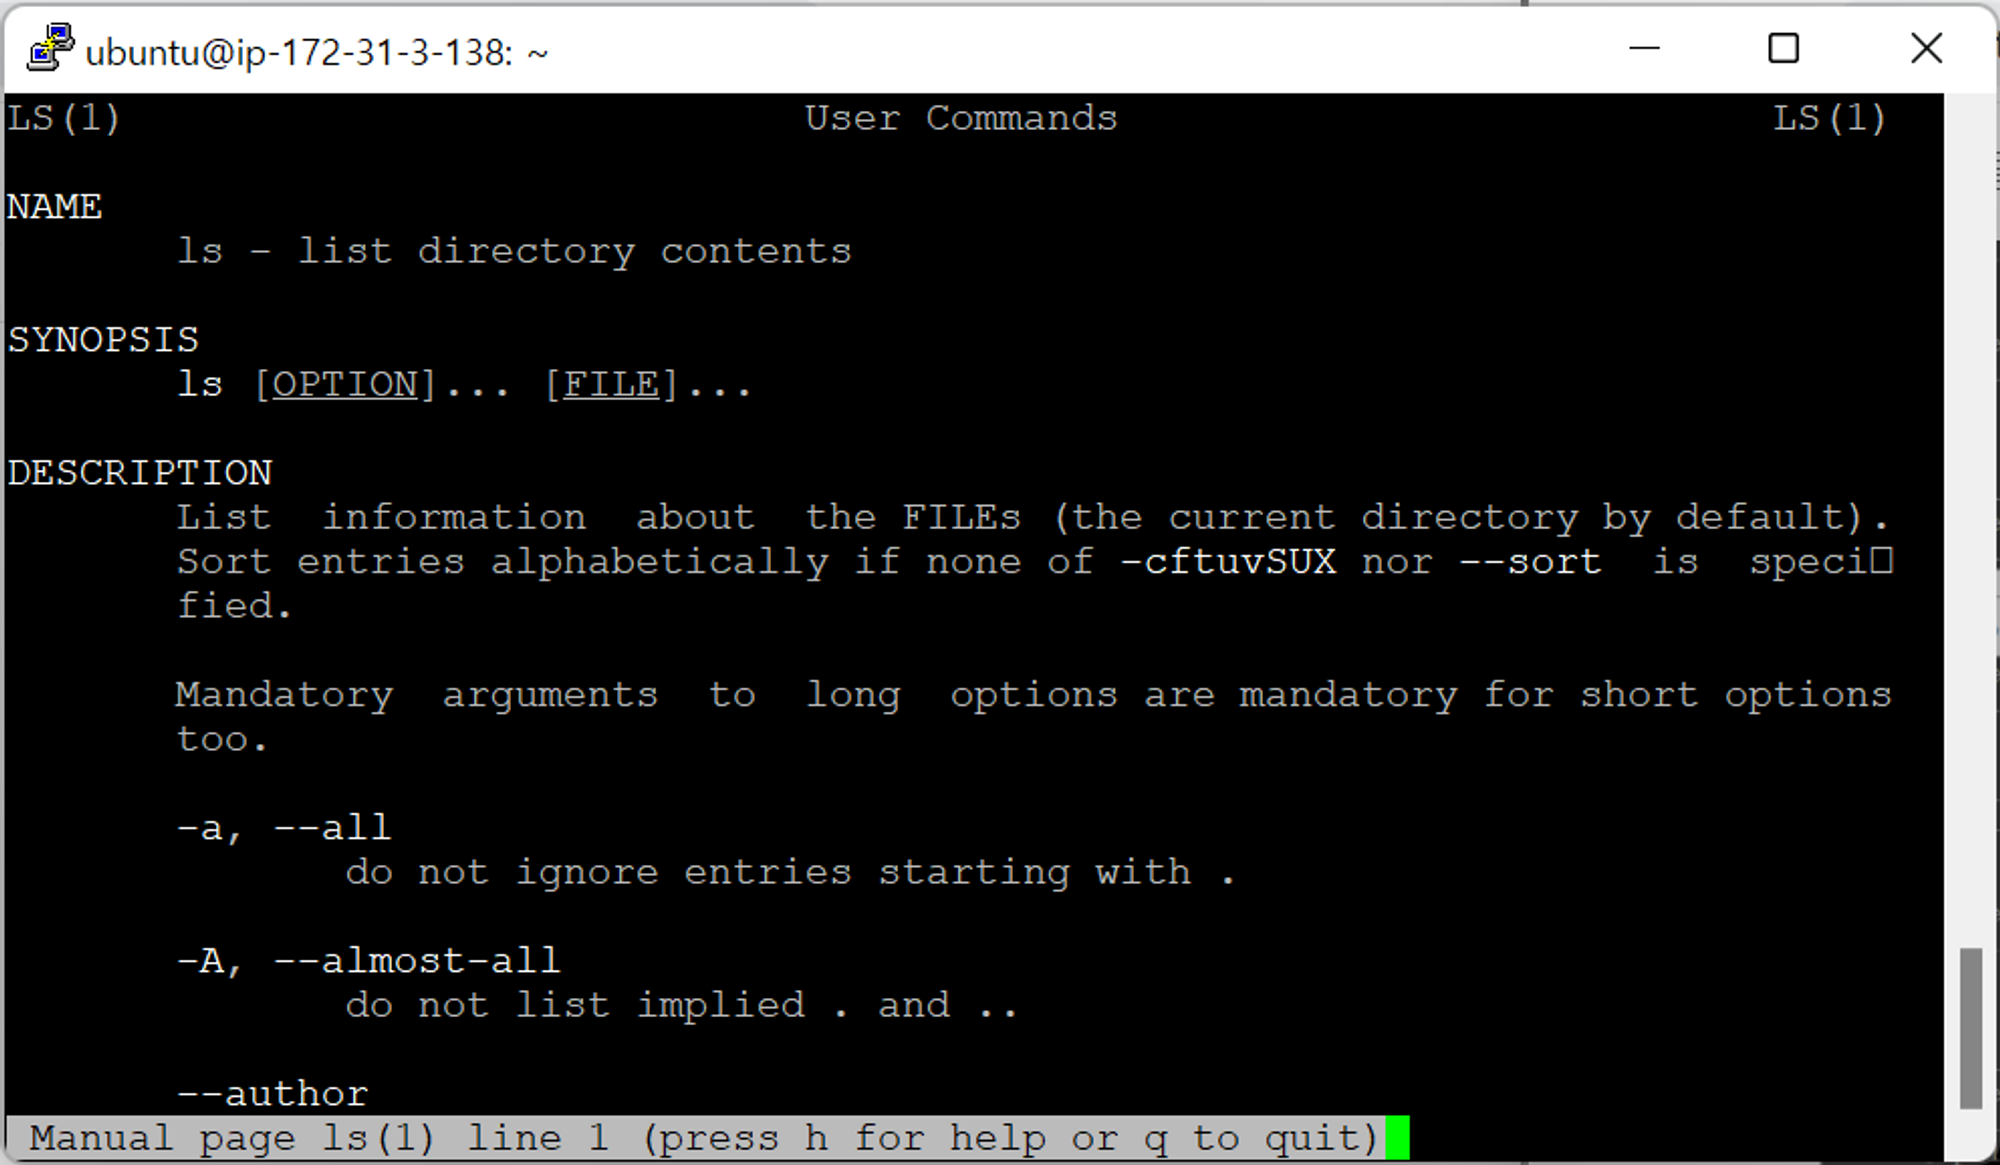 ubuntu@ip-172-31-3-138: ~
LS(1) User Commands LS(1)
NAME
ls - list directory contents
SYNOPSIS
ls [OPTION]... [FILE]...
DESCRIPTION
List information about the FILEs (the current directory by default).
Sort entries alphabetically if none of -cftuvSUX nor --sort is speci□
fied.
Mandatory arguments to long options are mandatory for short options
too.
-a, --all
do not ignore entries starting with .
-A, --almost-all
do not list implied . and ..
--author
Manual page ls(1) line 1 (press h for help or q to quit)